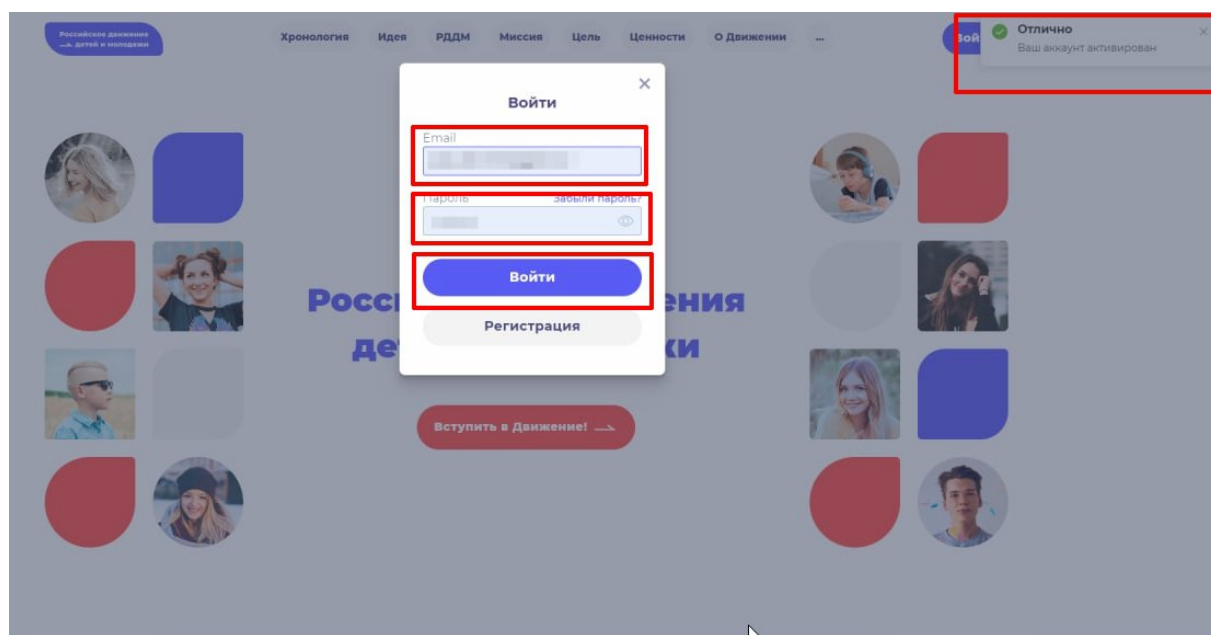 Российское движение
детей и молодежи
Хронология Идея РДДМ Миссия Цель Ценности О Движении ...
Отлично
Ваш аккаунт активирован
Войти
Email
Пароль Забыли пароль?
Войти
Регистрация
Вступить в Движение!